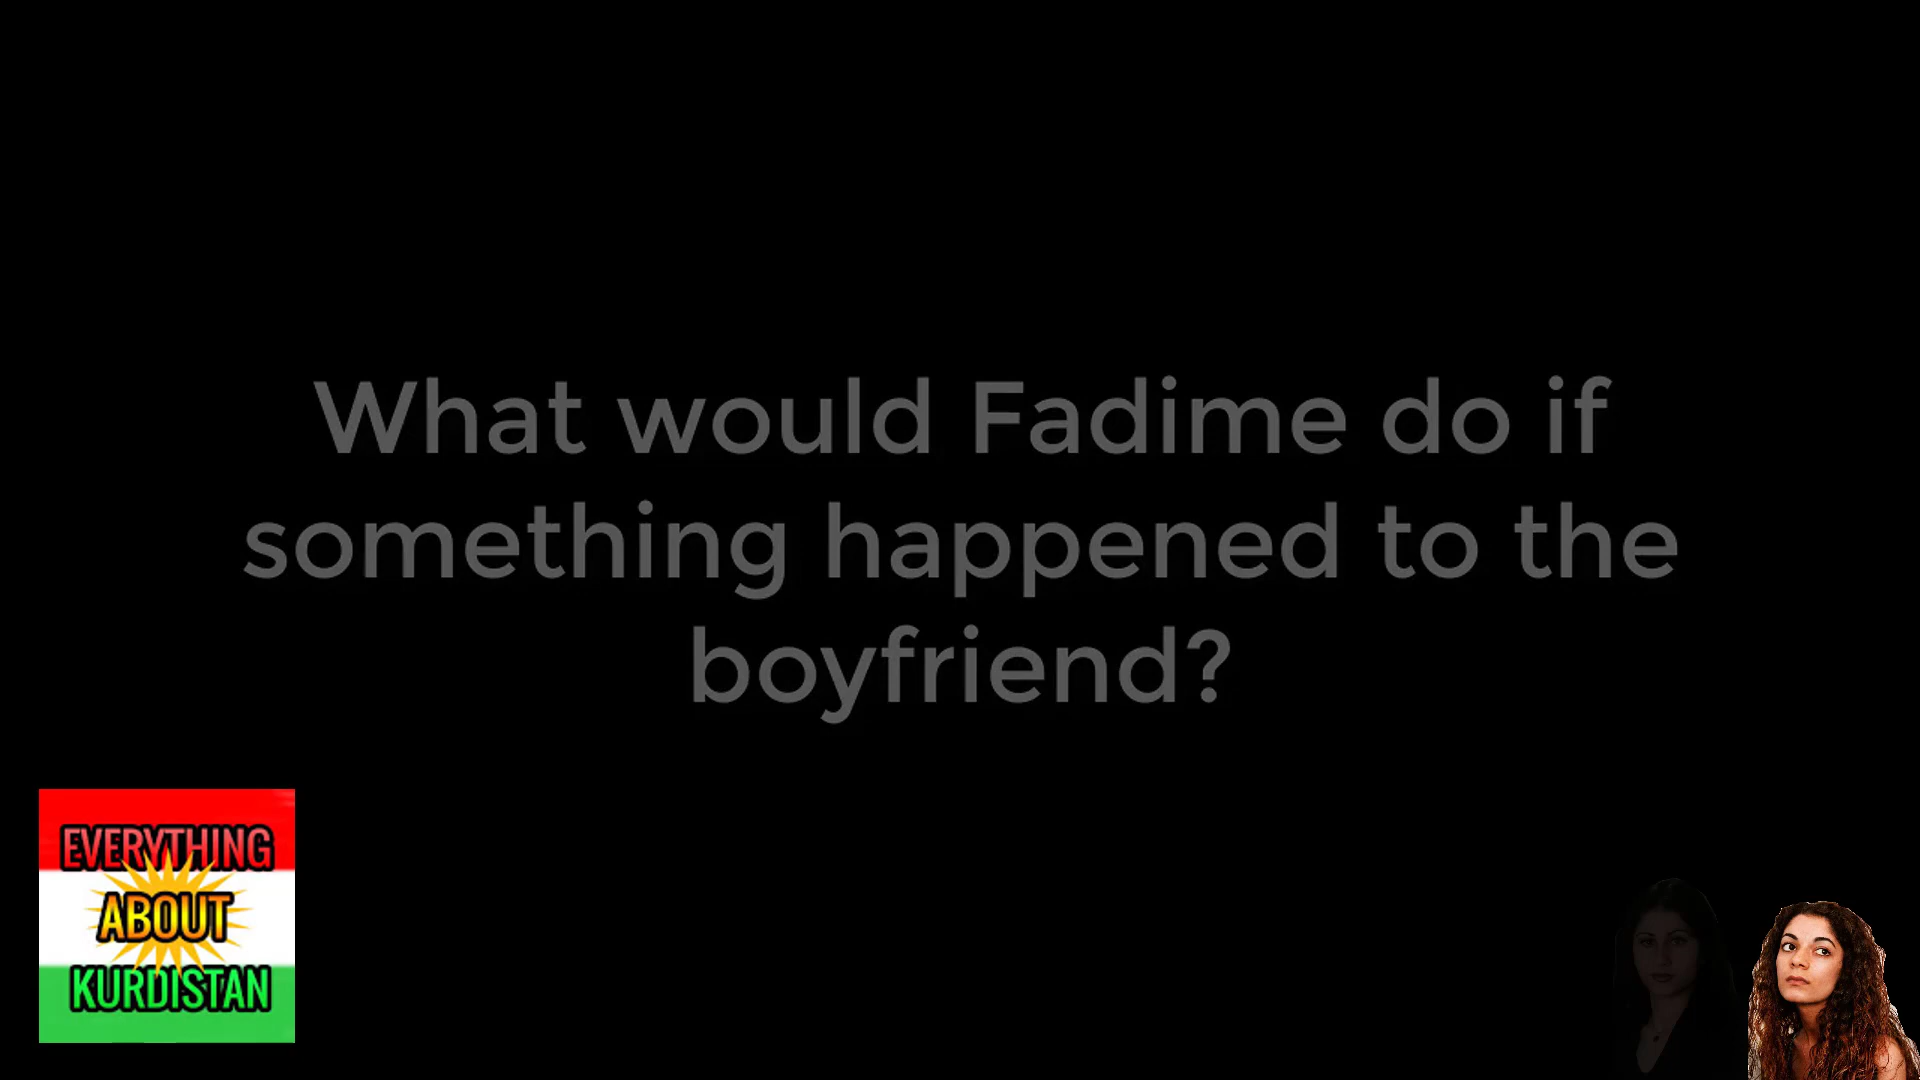 What would Fadime do if
something happened to the
boyfriend?
EVERYTHING
ABOUT
KURDISTAN